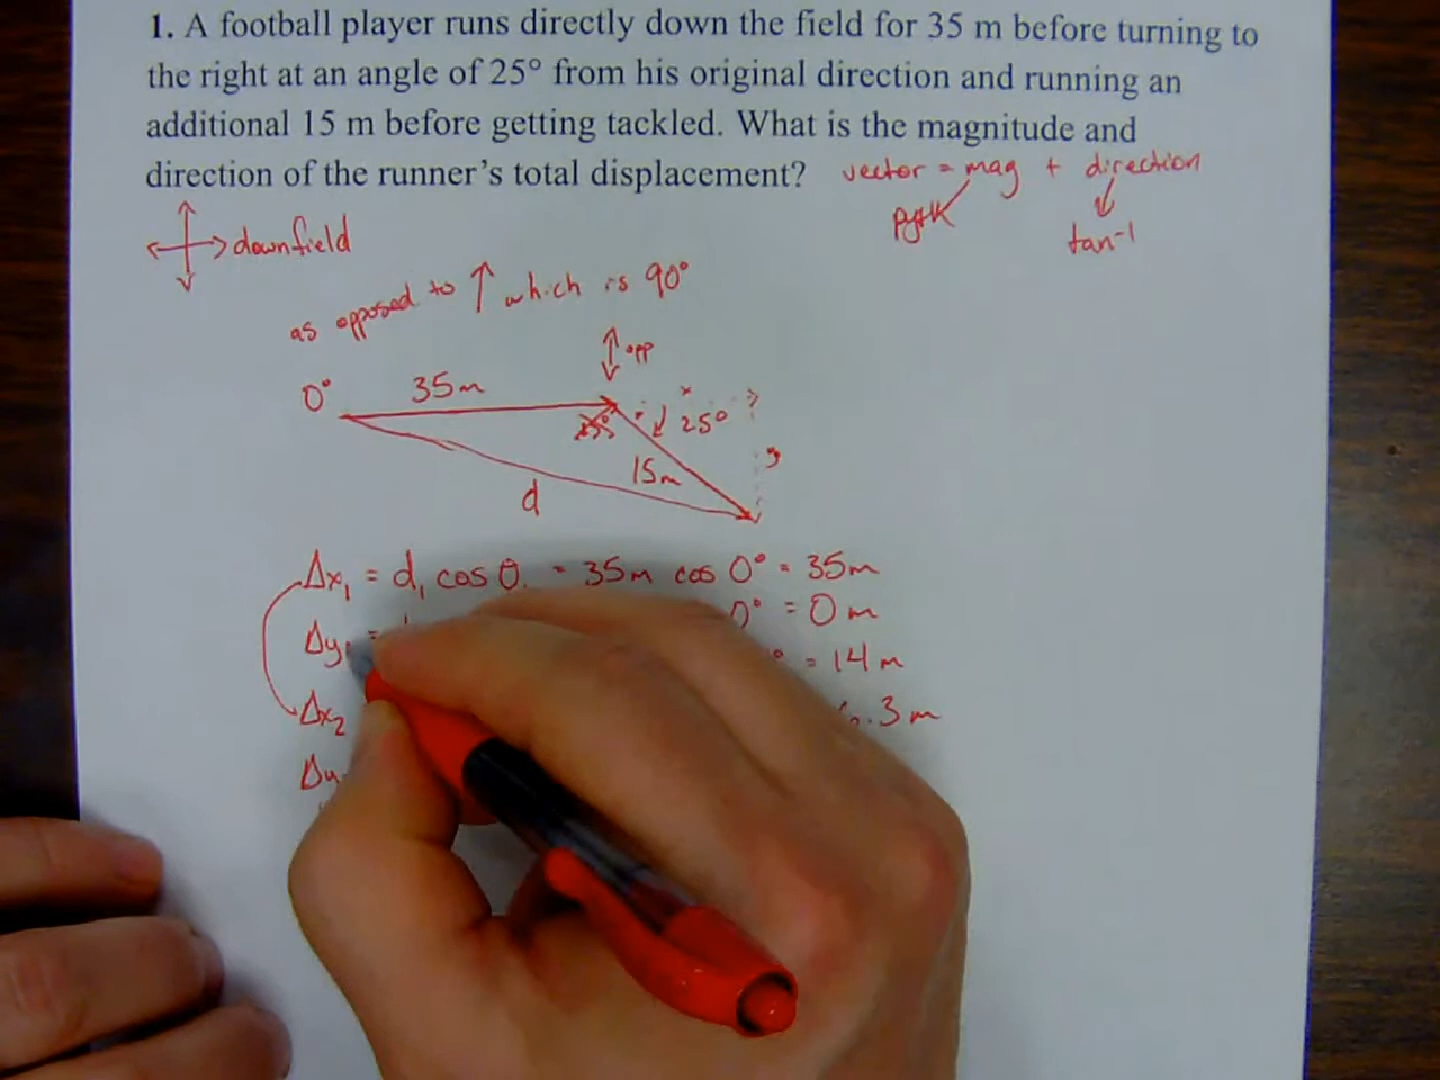 1. A football player runs directly down the field for 35 m before turning to
the right at an angle of 25° from his original direction and running an
additional 15 m before getting tackled. What is the magnitude and
direction of the runner's total displacement? vector = mag + direction
tan⁻¹
downfield
as opposed to ↑ which is 90°
opp
0° 35m
x
25°
15m
y
d
Δx₁ = d₁ cos θ = 35m cos 0° = 35m
Δy 0° = 0 m
° = 14 m
Δx₂ .3 m
Δy